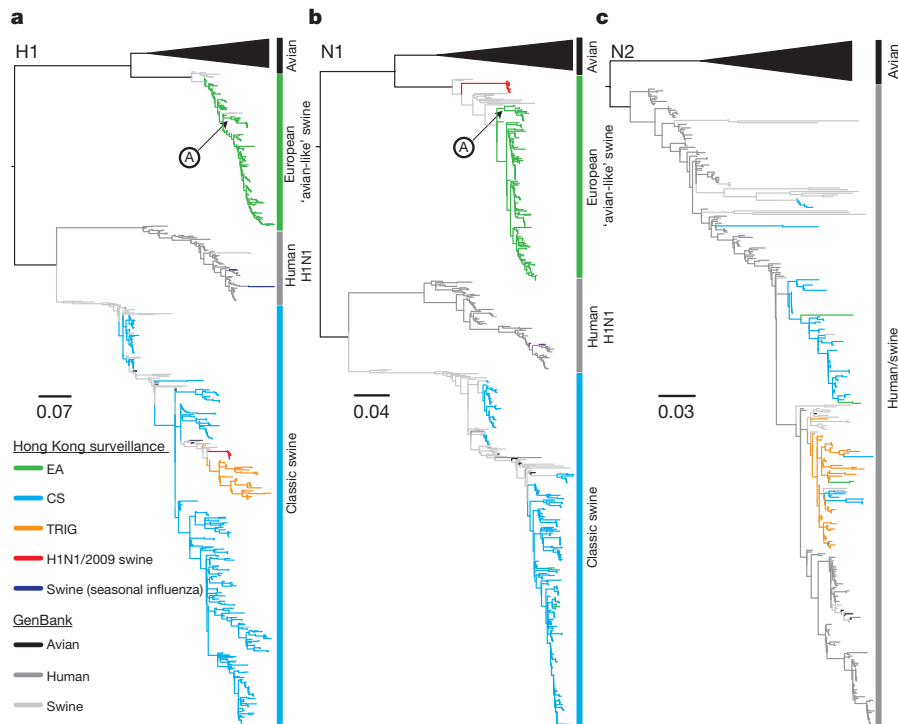 a
H1
Avian
European
'avian-like' swine
A
Human
H1N1
Classic swine
0.07
b
N1
Avian
European
'avian-like' swine
A
Human
H1N1
Classic swine
0.04
c
N2
Avian
Human/swine
0.03
Hong Kong surveillance
EA
CS
TRIG
H1N1/2009 swine
Swine (seasonal influenza)
GenBank
Avian
Human
Swine